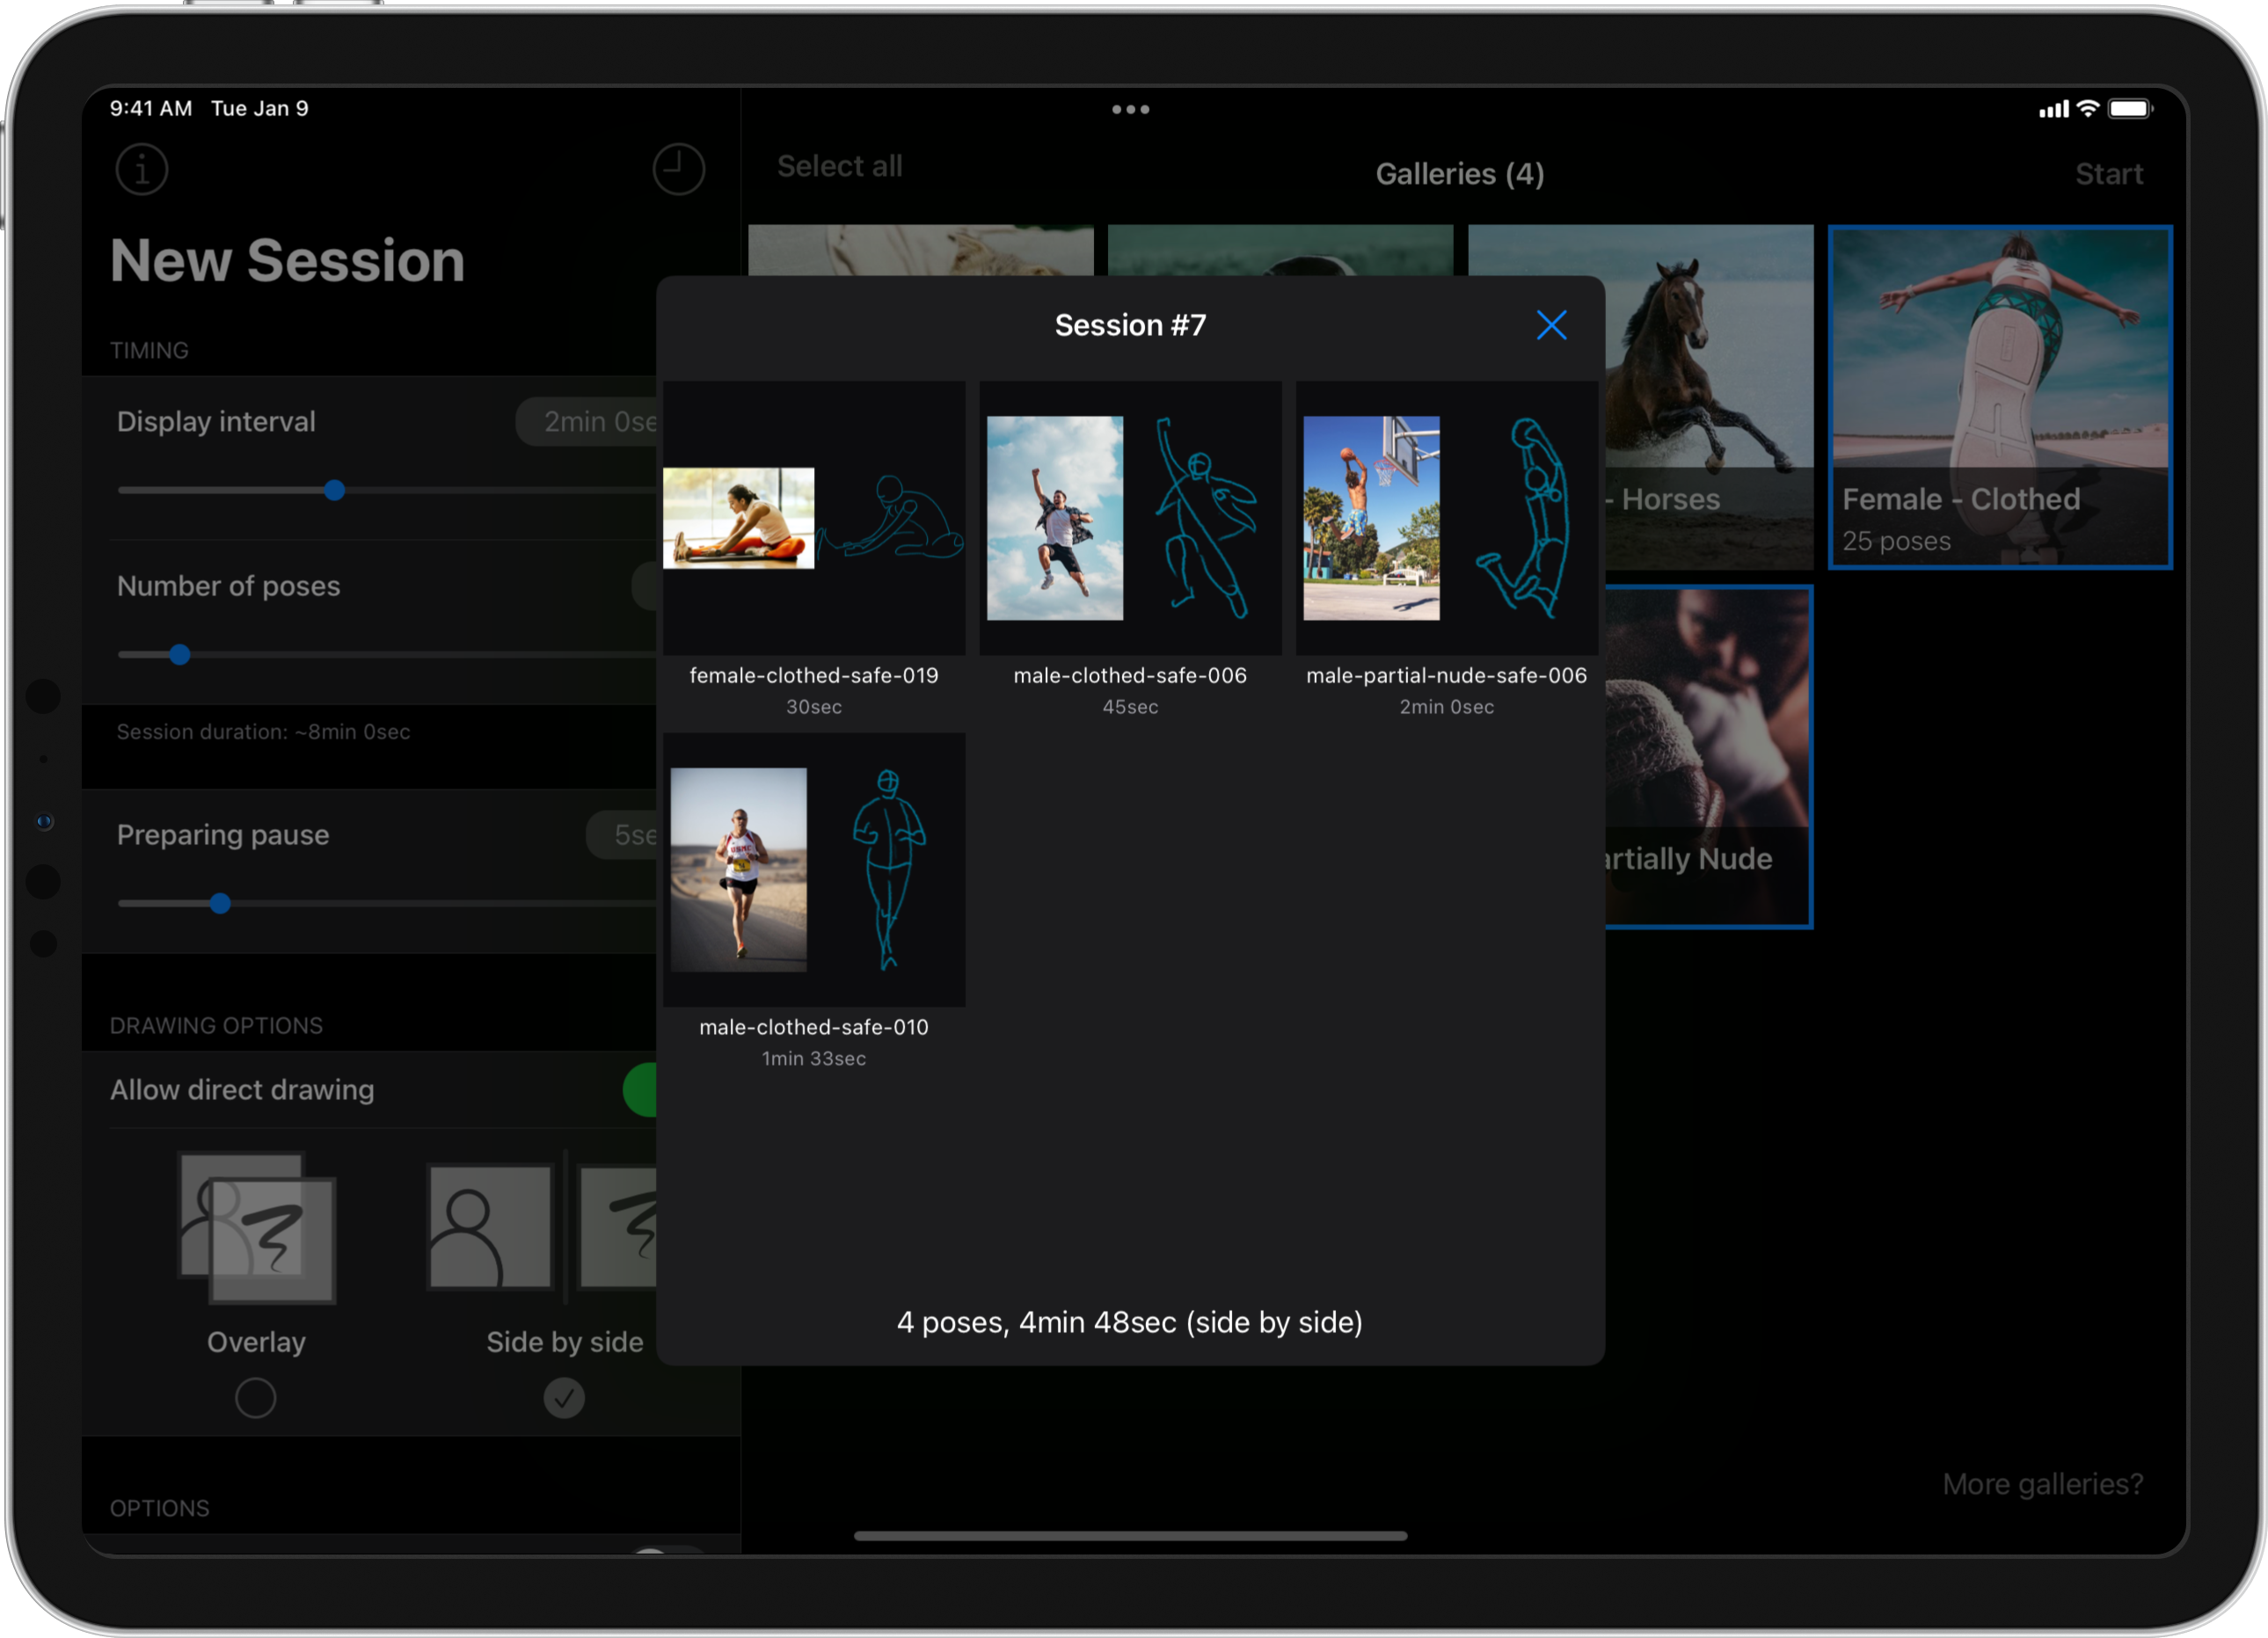 9:41 AM Tue Jan 9
New Session
TIMING
Display interval
2min 0se
Number of poses
Session duration: ~8min 0sec
Preparing pause
5se
DRAWING OPTIONS
Allow direct drawing
Overlay
Side by side
OPTIONS
Select all
Galleries (4)
Start
- Horses
Female - Clothed
25 poses
artially Nude
More galleries?
Session #7
female-clothed-safe-019
30sec
male-clothed-safe-006
45sec
male-partial-nude-safe-006
2min 0sec
USMC
male-clothed-safe-010
1min 33sec
4 poses, 4min 48sec (side by side)